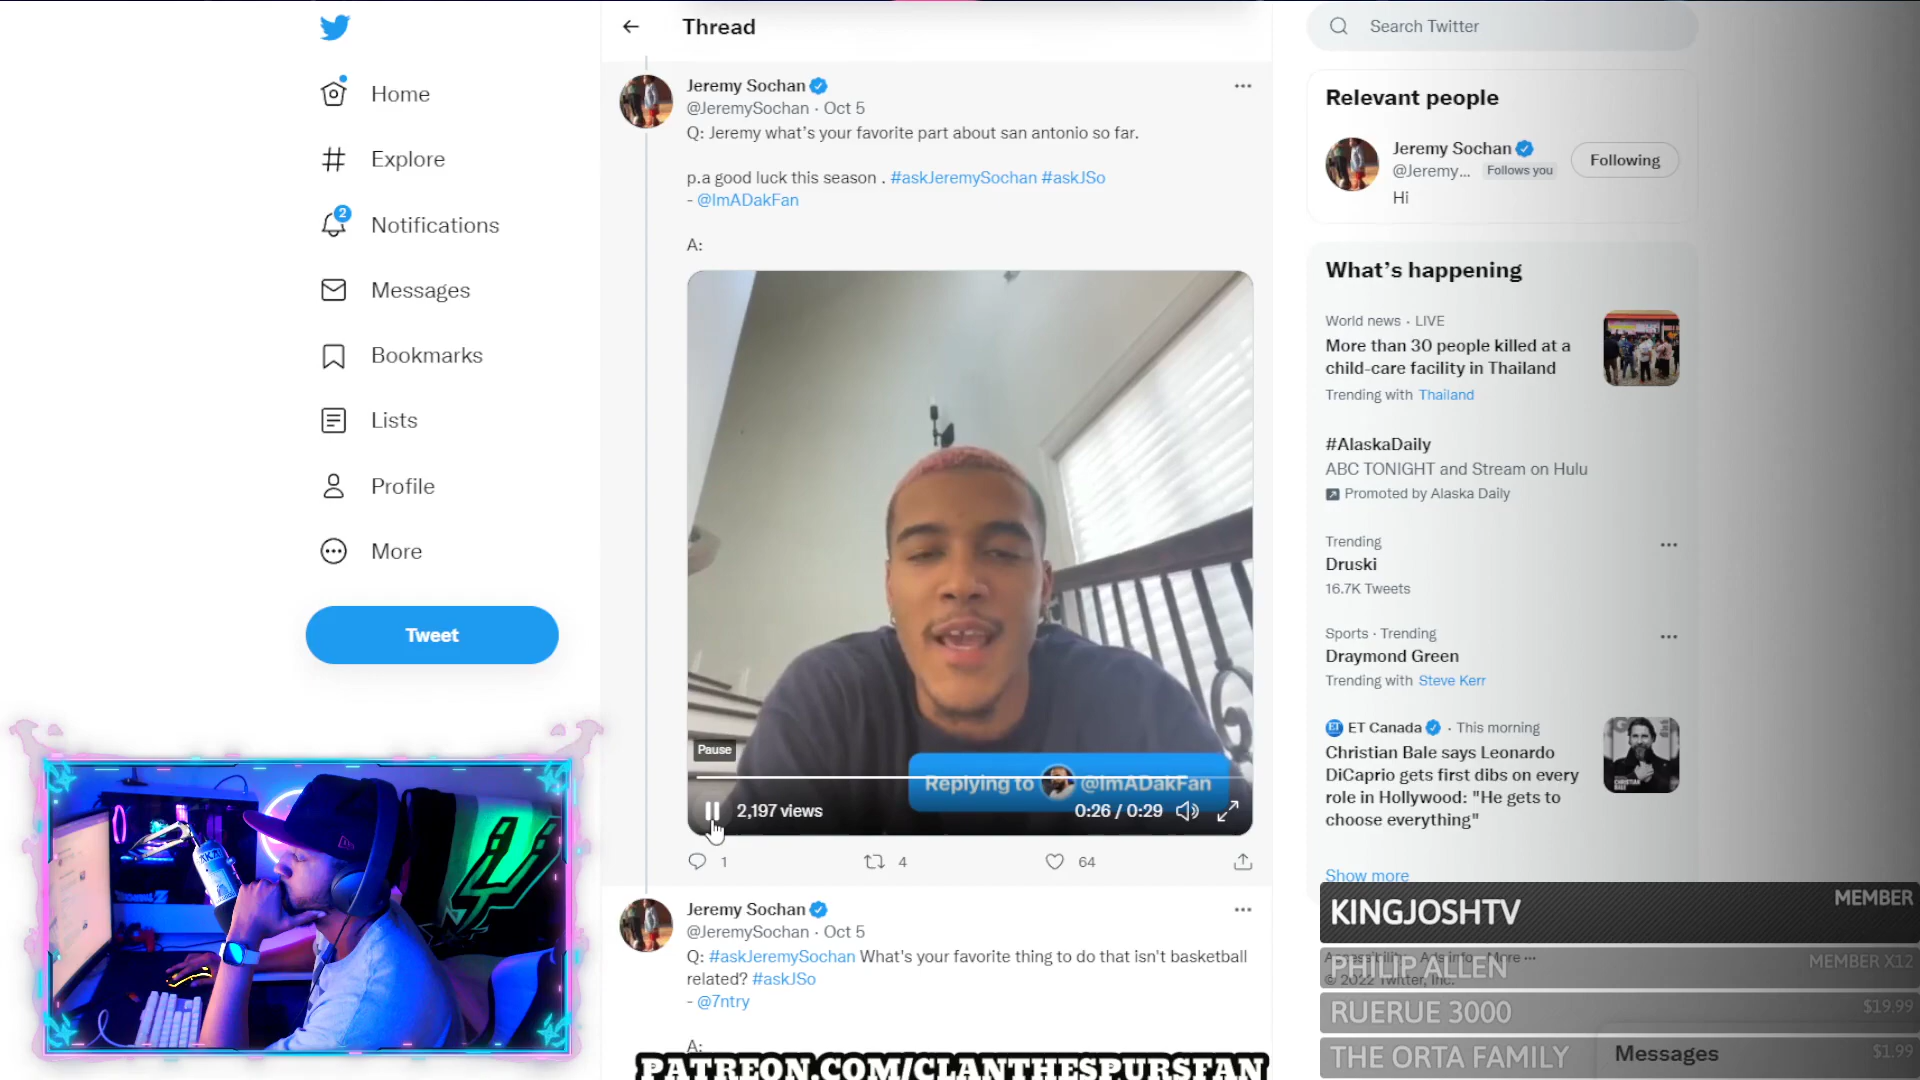 Home
Explore
2
Notifications
Messages
Bookmarks
Lists
Profile
More
Tweet
Thread
Jeremy Sochan
@JeremySochan · Oct 5
Q: Jeremy what's your favorite part about san antonio so far.
p.a good luck this season . #askJeremySochan #askJSo
- @ImADakFan
A:
Pause
Replying to @ImADakFan
2,197 views
0:26 / 0:29
1
4
64
Jeremy Sochan
@JeremySochan · Oct 5
Q: #askJeremySochan What's your favorite thing to do that isn't basketball
related? #askJSo
- @7ntry
A:
PATREON.COM/CLANTHESPURSFAN
Search Twitter
Relevant people
Jeremy Sochan
@Jeremy... Follows you
Following
Hi
What's happening
World news · LIVE
More than 30 people killed at a
child-care facility in Thailand
Trending with Thailand
#AlaskaDaily
ABC TONIGHT and Stream on Hulu
Promoted by Alaska Daily
Trending
Druski
16.7K Tweets
Sports · Trending
Draymond Green
Trending with Steve Kerr
ET Canada · This morning
Christian Bale says Leonardo
DiCaprio gets first dibs on every
role in Hollywood: "He gets to
choose everything"
Show more
KINGJOSHTV MEMBER
Accessibility Ads info More ...
PHILIP ALLEN MEMBER X12
© 2022 Twitter, Inc.
RUERUE 3000 $19.99
THE ORTA FAMILY $1.99
Messages